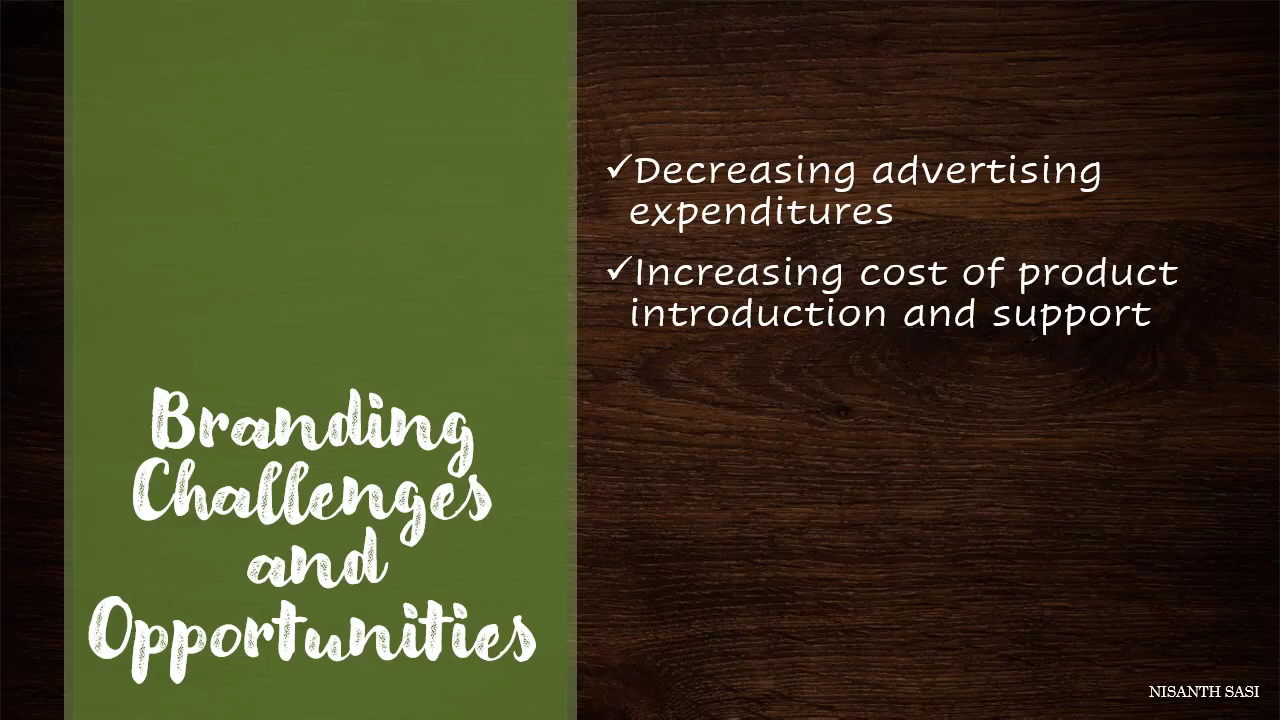 Branding
Challenges
and
Opportunities
✓Decreasing advertising
expenditures
✓Increasing cost of product
introduction and support
NISANTH SASI